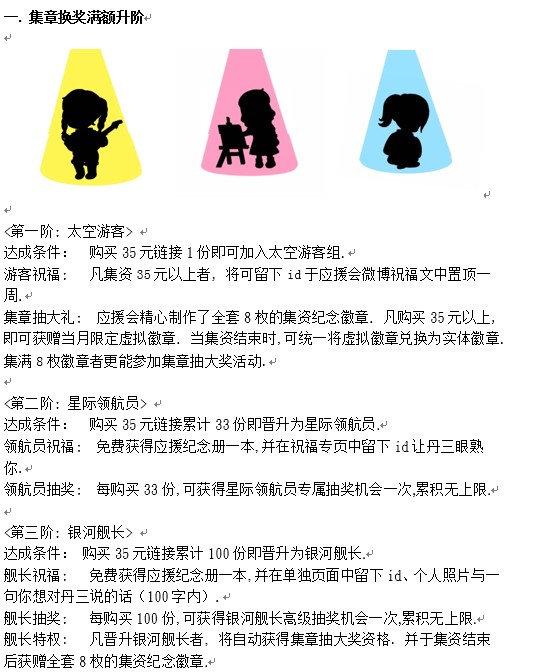 一. 集章换奖满额升阶
<第一阶: 太空游客>
达成条件: 购买 35 元链接 1 份即可加入太空游客组.
游客祝福: 凡集资 35 元以上者, 将可留下 id 于应援会微博祝福文中置顶一
周.
集章抽大礼: 应援会精心制作了全套 8 枚的集资纪念徽章. 凡购买 35 元以上,
即可获赠当月限定虚拟徽章. 当集资结束时,可统一将虚拟徽章兑换为实体徽章.
集满 8 枚徽章者更能参加集章抽大奖活动.
<第二阶: 星际领航员>
达成条件: 购买 35 元链接累计 33 份即晋升为星际领航员.
领航员祝福: 免费获得应援纪念册一本,并在祝福专页中留下 id 让丹三眼熟
你.
领航员抽奖: 每购买 33 份,可获得星际领航员专属抽奖机会一次,累积无上限.
<第三阶: 银河舰长>
达成条件: 购买 35 元链接累计 100 份即晋升为银河舰长.
舰长祝福: 免费获得应援纪念册一本,并在单独页面中留下 id、个人照片与一
句你想对丹三说的话（100 字内）.
舰长抽奖: 每购买 100 份,可获得银河舰长高级抽奖机会一次,累积无上限.
舰长特权: 凡晋升银河舰长者, 将自动获得集章抽大奖资格. 并于集资结束
后获赠全套 8 枚的集资纪念徽章.